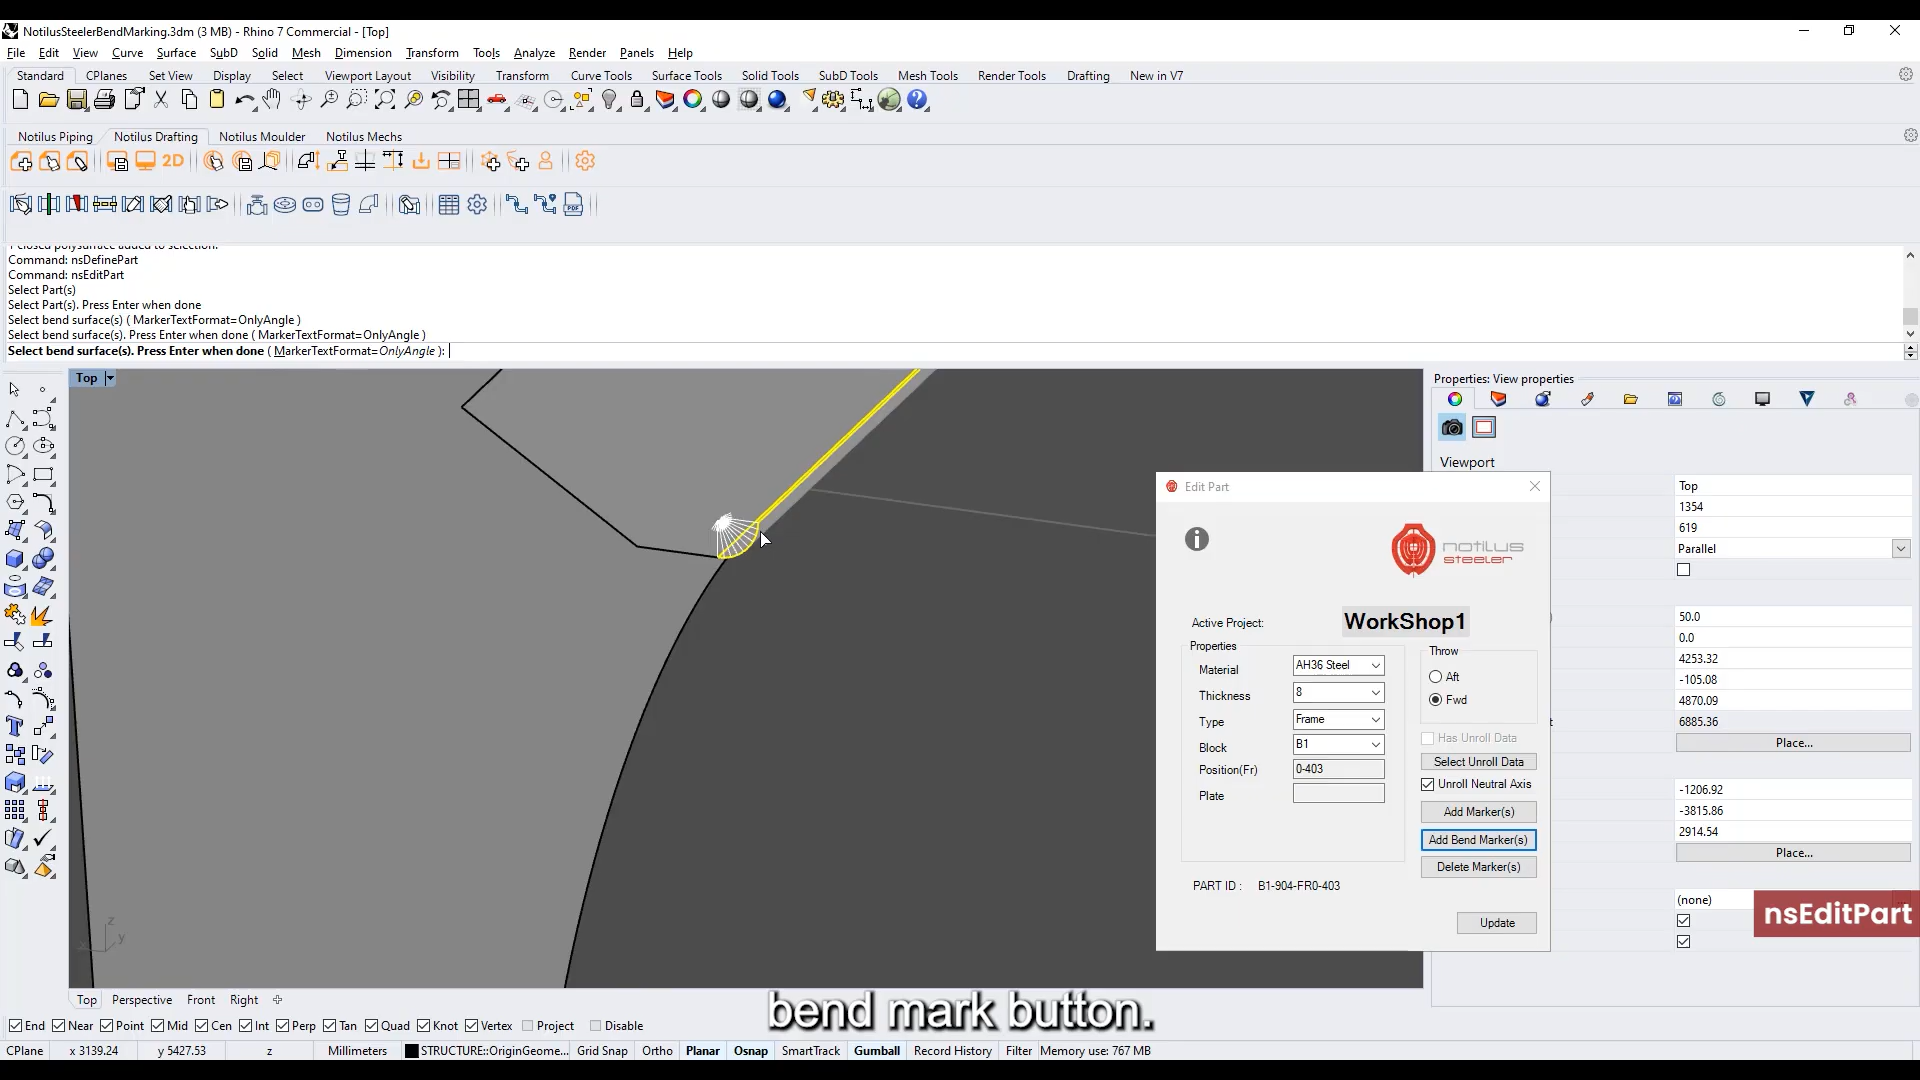 NotilusSteelerBendMarking.3dm (3 MB) - Rhino 7 Commercial - [Top]
File Edit View Curve Surface SubD Solid Mesh Dimension Transform Tools Analyze Render Panels Help
Standard CPlanes Set View Display Select Viewport Layout Visibility Transform Curve Tools Surface Tools Solid Tools SubD Tools Mesh Tools Render Tools Drafting New in V7
Notilus Piping Notilus Drafting Notilus Moulder Notilus Mechs
2D
PDF
1 closed polysurface added to selection.
Command: nsDefinePart
Command: nsEditPart
Select Part(s)
Select Part(s). Press Enter when done
Select bend surface(s) ( MarkerTextFormat=OnlyAngle )
Select bend surface(s). Press Enter when done ( MarkerTextFormat=OnlyAngle )
Select bend surface(s). Press Enter when done ( MarkerTextFormat=OnlyAngle ):
Top
Properties: View properties
Viewport
Top
1354
619
Parallel
50.0
0.0
4253.32
-105.08
4870.09
6885.36
Place...
-1206.92
-3815.86
2914.54
Place...
(none)
Edit Part
notilus
steeler
Active Project: WorkShop1
Properties
Material AH36 Steel
Thickness 8
Type Frame
Block B1
Position(Fr) 0-403
Plate
Throw
Aft
Fwd
Has Unroll Data
Select Unroll Data
Unroll Neutral Axis
Add Marker(s)
Add Bend Marker(s)
Delete Marker(s)
PART ID : B1-904-FR0-403
Update
nsEditPart
z
x y
Top Perspective Front Right
bend mark button.
End Near Point Mid Cen Int Perp Tan Quad Knot Vertex Project Disable
CPlane x 3139.24 y 5427.53 z Millimeters STRUCTURE::OriginGeome... Grid Snap Ortho Planar Osnap SmartTrack Gumball Record History Filter Memory use: 767 MB